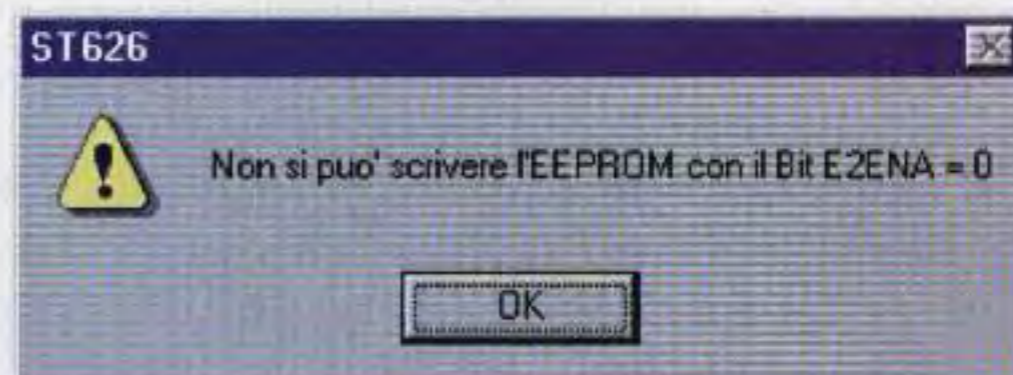 ST626
Non si puo' scrivere l'EEPROM con il Bit E2ENA = 0
OK